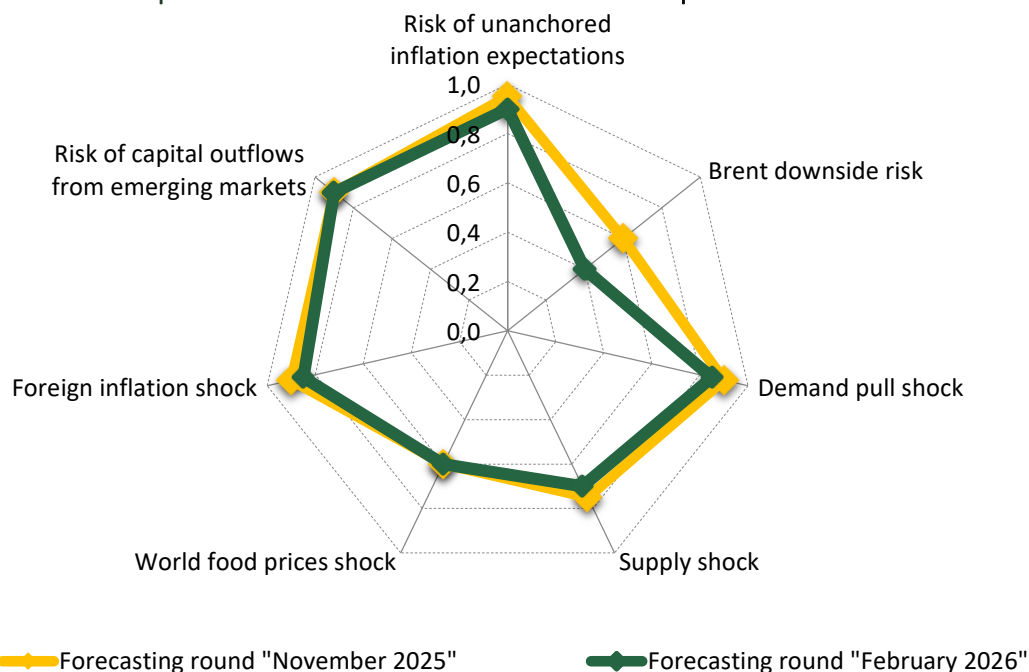 Risk of unanchored
inflation expectations
1,0
0,8
0,6
0,4
0,2
0,0
Brent downside risk
Demand pull shock
Supply shock
World food prices shock
Foreign inflation shock
Risk of capital outflows
from emerging markets
Forecasting round "November 2025"
Forecasting round "February 2026"